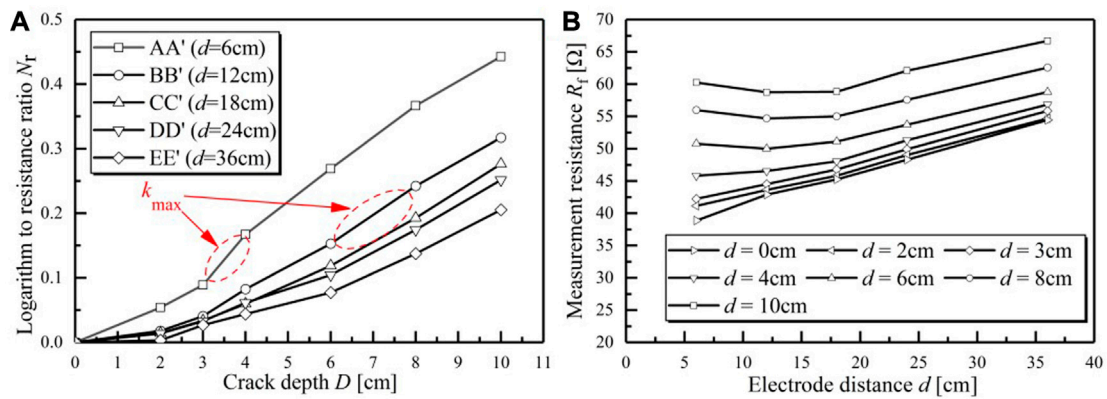 A
0.5
0.4
0.3
0.2
0.1
0.0
Logarithm to resistance ratio Nr
AA' (d=6cm)
BB' (d=12cm)
CC' (d=18cm)
DD' (d=24cm)
EE' (d=36cm)
k max
0 1 2 3 4 5 6 7 8 9 10 11
Crack depth D [cm]
B
70
65
60
55
50
45
40
35
30
25
20
Measurement resistance Rf [Ω]
d = 0cm d = 2cm d = 3cm
d = 4cm d = 6cm d = 8cm
d = 10cm
0 5 10 15 20 25 30 35 40
Electrode distance d [cm]